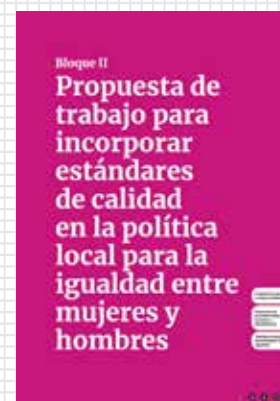 Bloque II
Propuesta de
trabajo para
incorporar
estándares
de calidad
en la política
local para la
igualdad entre
mujeres y
hombres